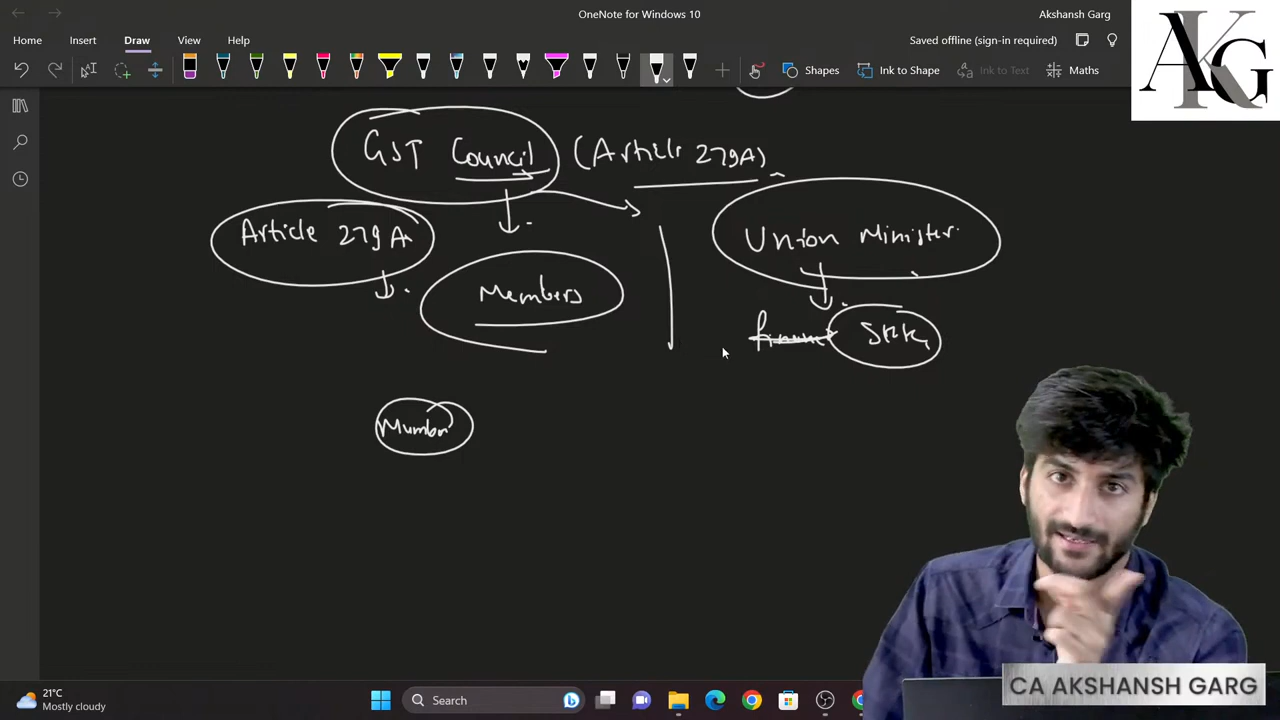 OneNote for Windows 10
Akshansh Garg
Home Insert Draw View Help
Saved offline (sign-in required)
Shapes Ink to Shape Ink to Text Maths
AKG
GST Council (Article 279A)
Article 279A
Union Minister
Members
Mumbai
CA AKSHANSH GARG
21°C
Mostly cloudy
Search